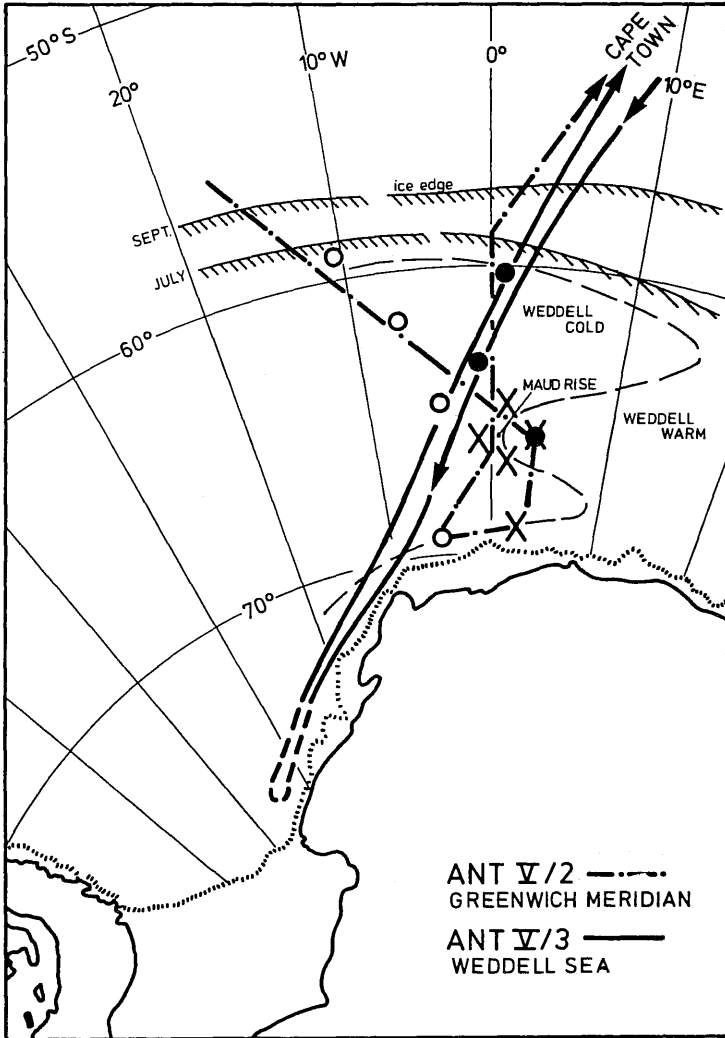 50°S
20°
10°W
0°
CAPE
TOWN
10°E
ice edge
SEPT.
JULY
WEDDELL
COLD
60°
MAUD RISE
WEDDELL
WARM
70°
ANT V/2
GREENWICH MERIDIAN
ANT V/3
WEDDELL SEA